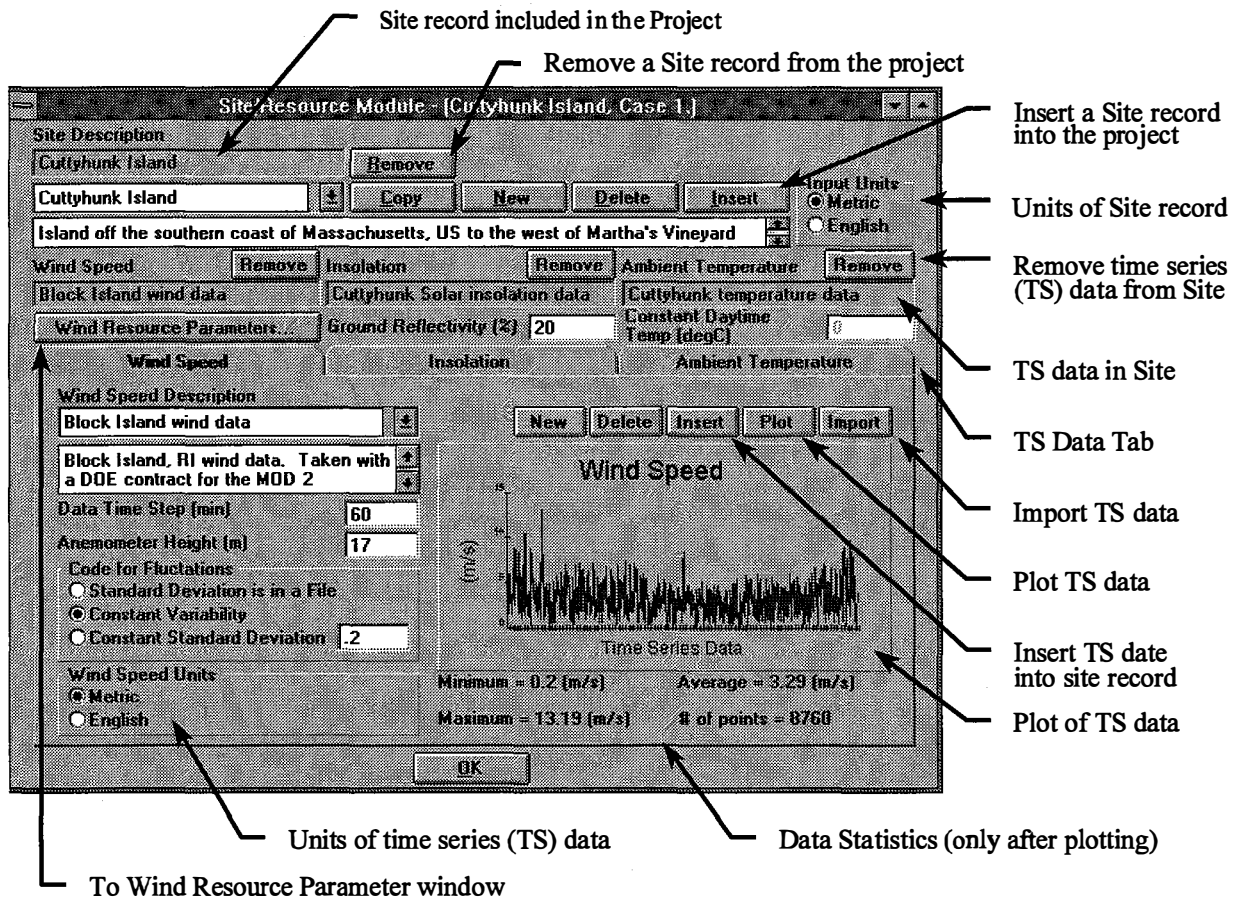 Site record included in the Project
Remove a Site record from the project
Site/Resource Module - (Cuttyhunk Island, Case 1,)
Insert a Site record
into the project
Site Description
Cuttyhunk Island
Remove
Cuttyhunk Island
Copy
New
Delete
Insert
Input Units
Metric
English
Units of Site record
Island off the southern coast of Massachusetts, US to the west of Martha's Vineyard
Wind Speed
Remove
Insolation
Remove
Ambient Temperature
Remove
Remove time series
(TS) data from Site
Block Island wind data
Cuttyhunk Solar insolation data
Cuttyhunk temperature data
Wind Resource Parameters...
Ground Reflectivity (%)
20
Constant Daytime
Temp (degC)
0
TS data in Site
Wind Speed
Insolation
Ambient Temperature
TS Data Tab
Wind Speed Description
Block Island wind data
New
Delete
Insert
Plot
Import
Import TS data
Block Island, RI wind data. Taken with
a DOE contract for the MOD 2
Data Time Step (min)
60
Anemometer Height (m)
17
Code for Fluctations
Standard Deviation is in a File
Constant Variability
Constant Standard Deviation
.2
Wind Speed
15
(m/s)
0
Time Series Data
Plot TS data
Insert TS date
into site record
Plot of TS data
Wind Speed Units
Metric
English
Minimum = 0.2 (m/s)
Average = 3.29 (m/s)
Maximum = 13.19 (m/s)
# of points = 8760
OK
Units of time series (TS) data
Data Statistics (only after plotting)
To Wind Resource Parameter window